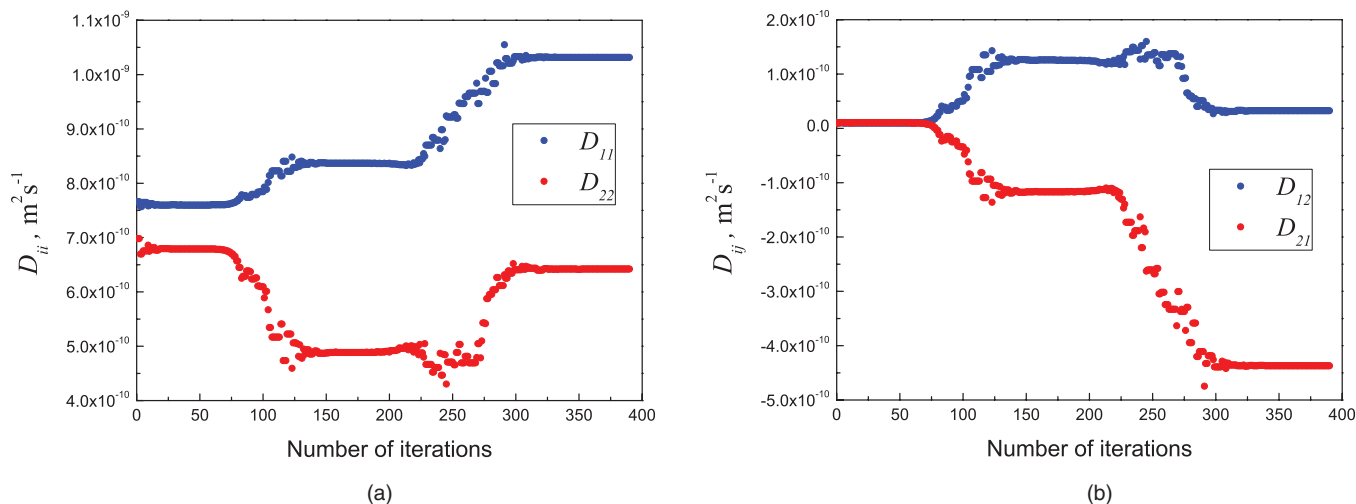 1.1x10⁻⁹
1.0x10⁻⁹
9.0x10⁻¹⁰
8.0x10⁻¹⁰
7.0x10⁻¹⁰
6.0x10⁻¹⁰
5.0x10⁻¹⁰
4.0x10⁻¹⁰
D_ii , m² s⁻¹
D_11
D_22
0 50 100 150 200 250 300 350 400
Number of iterations
(a)
2.0x10⁻¹⁰
1.0x10⁻¹⁰
0.0
-1.0x10⁻¹⁰
-2.0x10⁻¹⁰
-3.0x10⁻¹⁰
-4.0x10⁻¹⁰
-5.0x10⁻¹⁰
D_ij , m² s⁻¹
D_12
D_21
0 50 100 150 200 250 300 350 400
Number of iterations
(b)